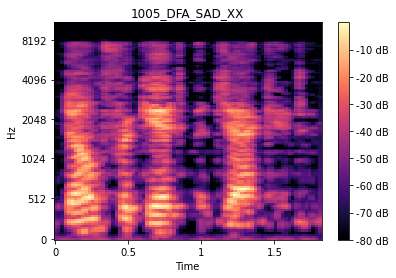 1005_DFA_SAD_XX
8192
4096
2048
1024
512
0
Hz
0
0.5
1
1.5
Time
-10 dB
-20 dB
-30 dB
-40 dB
-50 dB
-60 dB
-70 dB
-80 dB